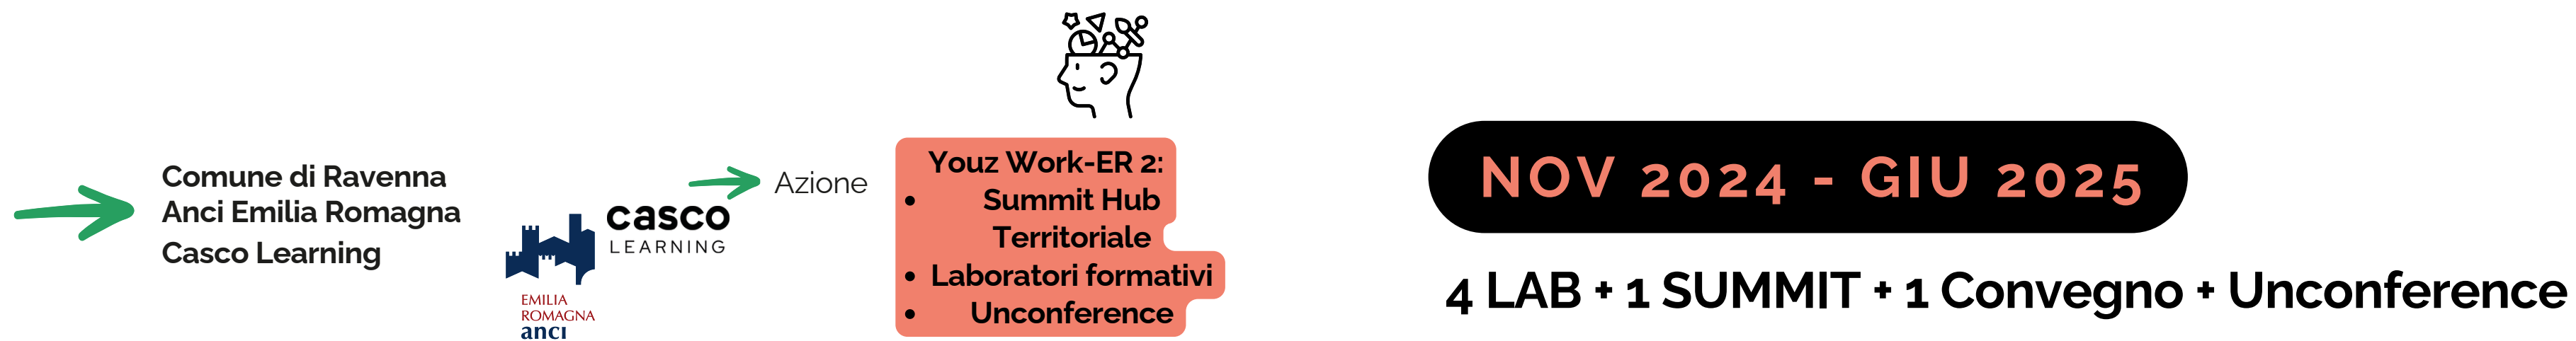 Comune di Ravenna
Anci Emilia Romagna
Casco Learning
EMILIA
ROMAGNA
anci
casco
LEARNING
Azione
Youz Work-ER 2:
• Summit Hub
Territoriale
• Laboratori formativi
• Unconference
NOV 2024 - GIU 2025
4 LAB + 1 SUMMIT + 1 Convegno + Unconference